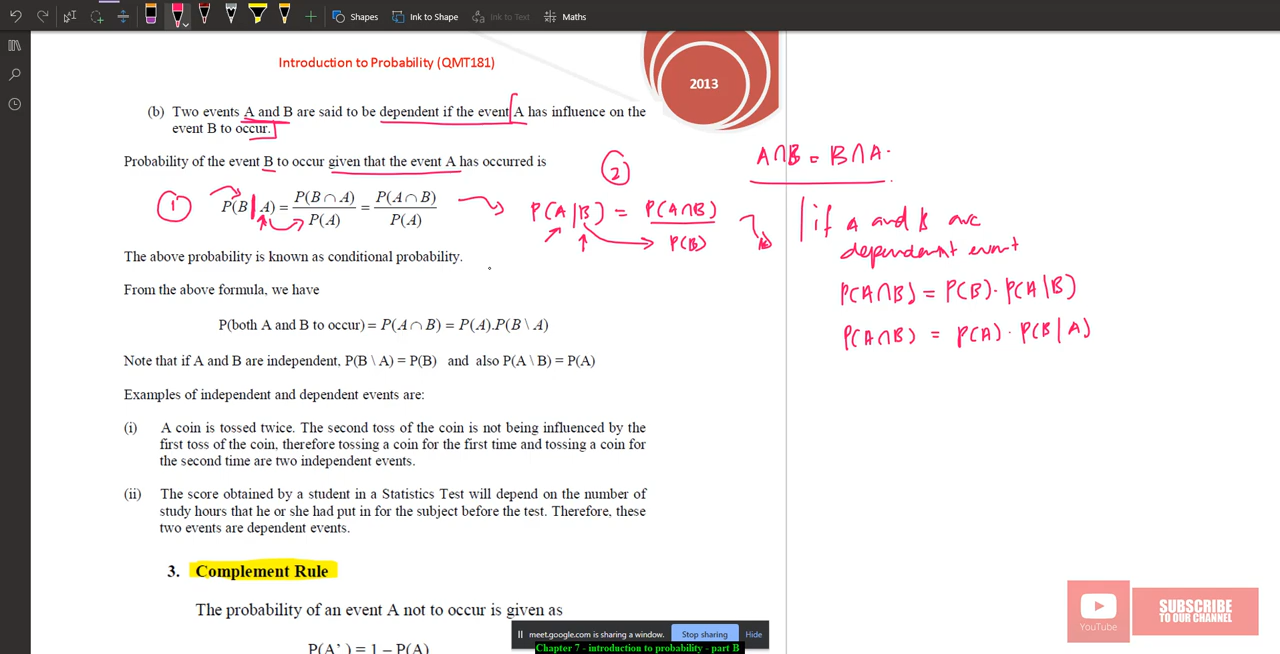 Shapes
Ink to Shape
Ink to Text
Maths
Introduction to Probability (QMT181)
2013
(b) Two events A and B are said to be dependent if the event A has influence on the
event B to occur.
Probability of the event B to occur given that the event A has occurred is
① P(B | A) = P(B ∩ A) / P(A) = P(A ∩ B) / P(A)
② P(A|B) = P(A∩B) / P(B)
A∩B = B∩A.
if A and B are
dependent event
P(A∩B) = P(B) · P(A|B)
P(A∩B) = P(A) · P(B|A)
The above probability is known as conditional probability.
From the above formula, we have
P(both A and B to occur) = P(A ∩ B) = P(A).P(B \ A)
Note that if A and B are independent, P(B \ A) = P(B) and also P(A \ B) = P(A)
Examples of independent and dependent events are:
(i) A coin is tossed twice. The second toss of the coin is not being influenced by the
first toss of the coin, therefore tossing a coin for the first time and tossing a coin for
the second time are two independent events.
(ii) The score obtained by a student in a Statistics Test will depend on the number of
study hours that he or she had put in for the subject before the test. Therefore, these
two events are dependent events.
3. Complement Rule
The probability of an event A not to occur is given as
P(A') = 1 – P(A)
meet.google.com is sharing a window.
Stop sharing
Hide
Chapter 7 - introduction to probability - part B
YouTube
SUBSCRIBE
TO OUR CHANNEL